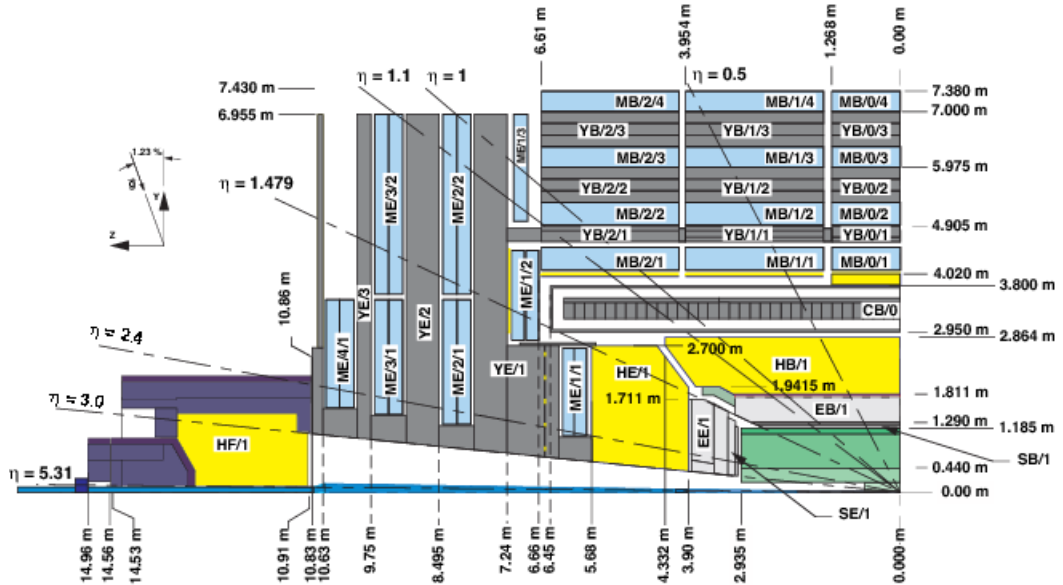 6.61 m
3.954 m
1.268 m
0.00 m
7.430 m
6.955 m
η = 1.1
η = 1
η = 0.5
7.380 m
7.000 m
5.975 m
4.905 m
4.020 m
3.800 m
2.950 m
2.864 m
1.811 m
1.290 m
1.185 m
0.440 m
0.00 m
MB/2/4
MB/1/4
MB/0/4
YB/2/3
YB/1/3
YB/0/3
MB/2/3
MB/1/3
MB/0/3
YB/2/2
YB/1/2
YB/0/2
MB/2/2
MB/1/2
MB/0/2
YB/2/1
YB/1/1
YB/0/1
MB/2/1
MB/1/1
MB/0/1
CB/0
1.23 %
g
Y
Z
η = 1.479
η = 2.4
η = 3.0
η = 5.31
10.86 m
ME/4/1
YE/3
ME/3/2
ME/3/1
YE/2
ME/2/2
ME/2/1
YE/1
ME/1/3
ME/1/2
ME/1/1
HE/1
2.700 m
HB/1
1.9415 m
1.711 m
EB/1
EE/1
HF/1
SB/1
SE/1
14.96 m
14.56 m
14.53 m
10.91 m
10.83 m
10.63 m
9.75 m
8.495 m
7.24 m
6.66 m
6.45 m
5.68 m
4.332 m
3.90 m
2.935 m
0.000 m